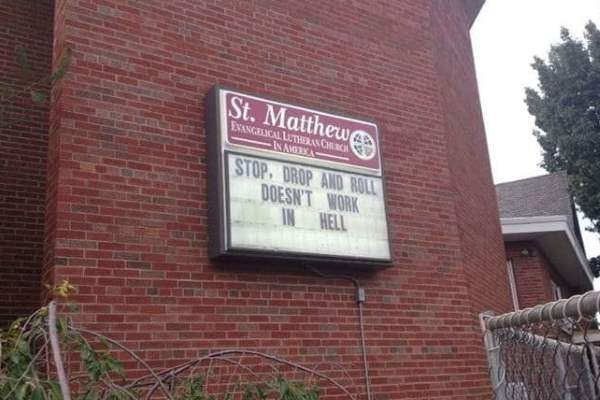 St. Matthew
EVANGELICAL LUTHERAN CHURCH
IN AMERICA
STOP, DROP AND ROLL
DOESN'T WORK
IN HELL